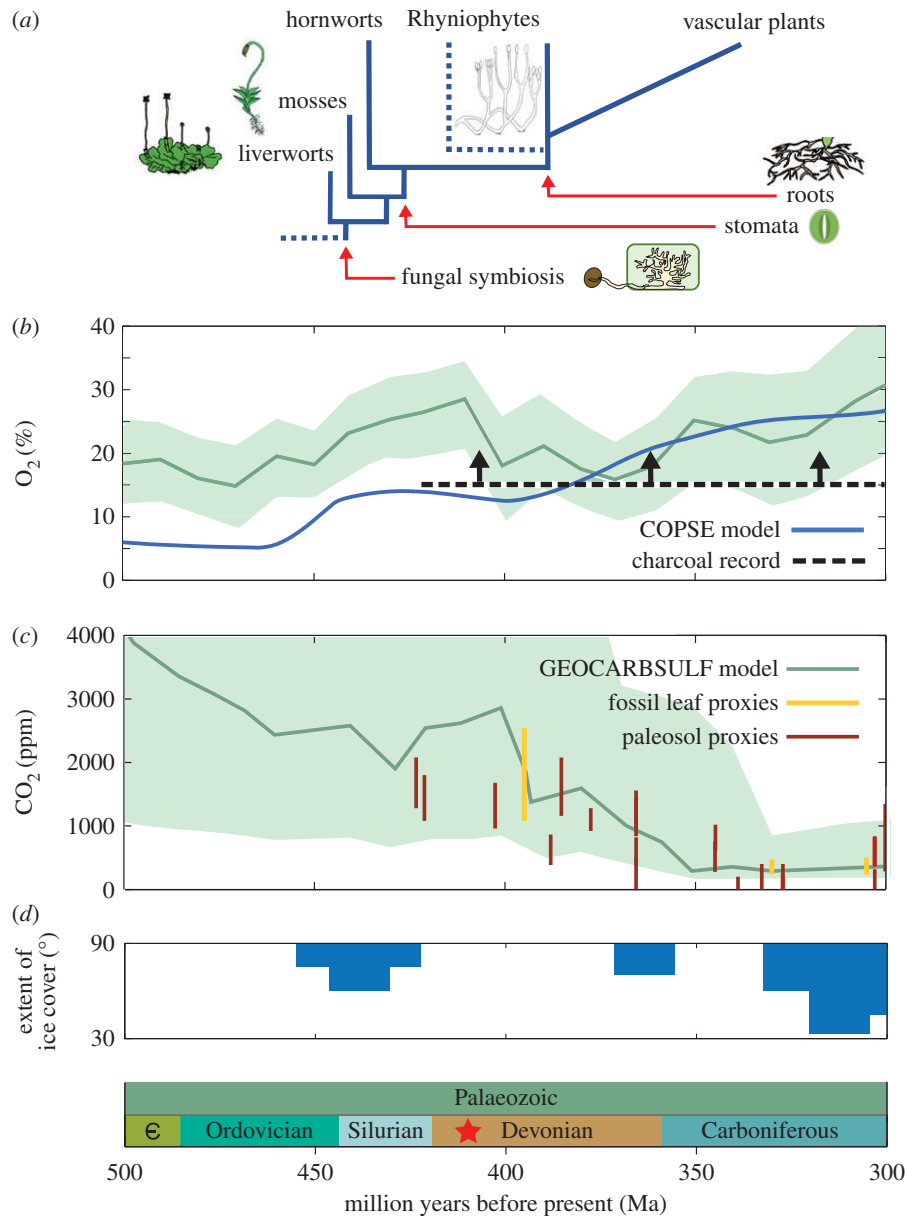 (a)
hornworts
Rhyniophytes
vascular plants
mosses
liverworts
roots
stomata
fungal symbiosis
(b)
40
30
20
10
0
O2 (%)
COPSE model
charcoal record
(c)
4000
3000
2000
1000
0
CO2 (ppm)
GEOCARBSULF model
fossil leaf proxies
paleosol proxies
(d)
90
30
extent of
ice cover (°)
Palaeozoic
Є Ordovician Silurian Devonian Carboniferous
500 450 400 350 300
million years before present (Ma)